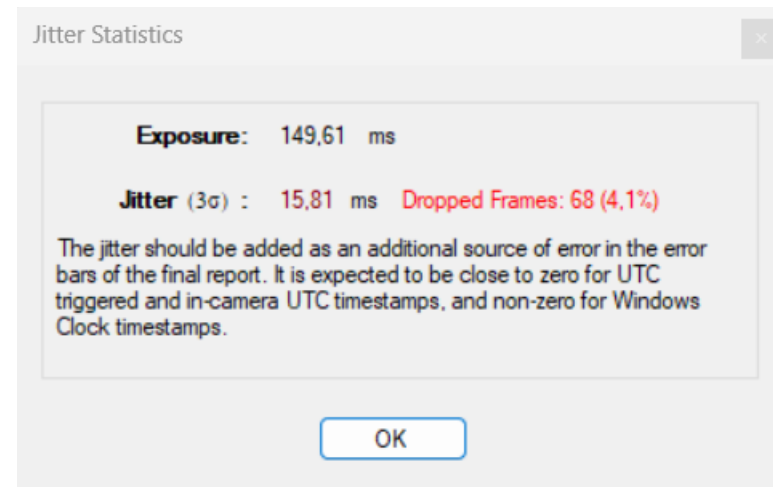 Jitter Statistics
Exposure: 149,61 ms
Jitter (3σ) : 15,81 ms Dropped Frames: 68 (4,1%)
The jitter should be added as an additional source of error in the error
bars of the final report. It is expected to be close to zero for UTC
triggered and in-camera UTC timestamps, and non-zero for Windows
Clock timestamps.
OK